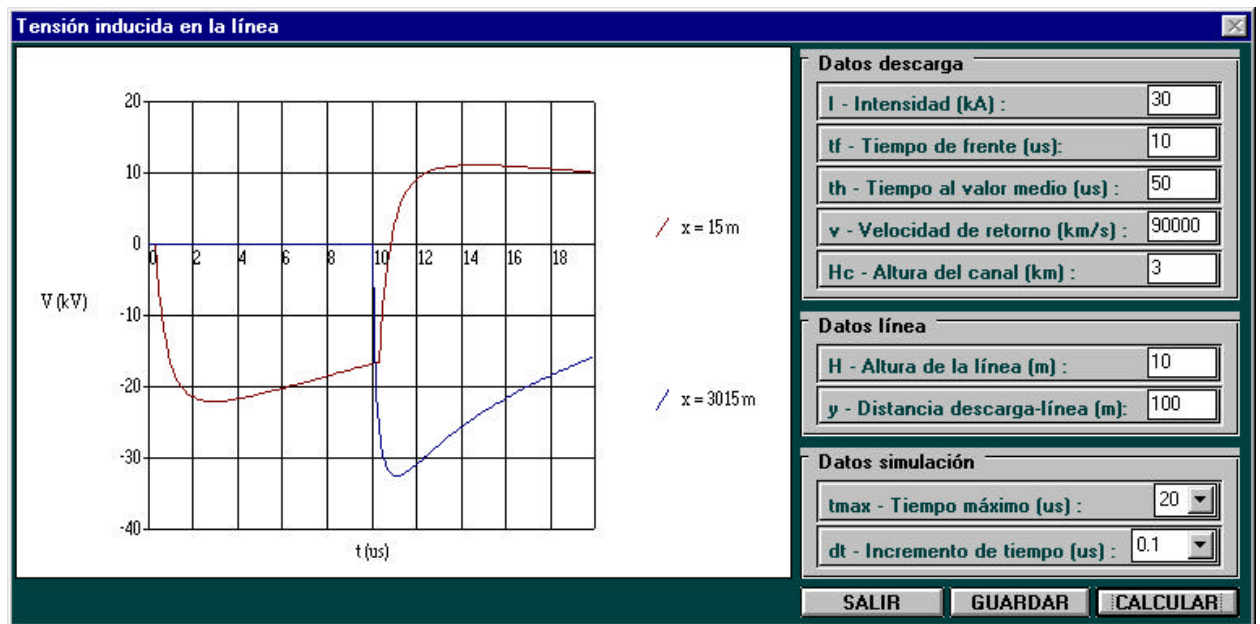 Tensión inducida en la línea
20
10
0
-10
-20
-30
-40
V (kV)
0 2 4 6 8 10 12 14 16 18
t (us)
x = 15 m
x = 3015 m
Datos descarga
I - Intensidad (kA) : 30
tf - Tiempo de frente (us): 10
th - Tiempo al valor medio (us) : 50
v - Velocidad de retorno (km/s) : 90000
Hc - Altura del canal (km) : 3
Datos línea
H - Altura de la línea (m) : 10
y - Distancia descarga-línea (m): 100
Datos simulación
tmax - Tiempo máximo (us) : 20
dt - Incremento de tiempo (us) : 0.1
SALIR GUARDAR CALCULAR